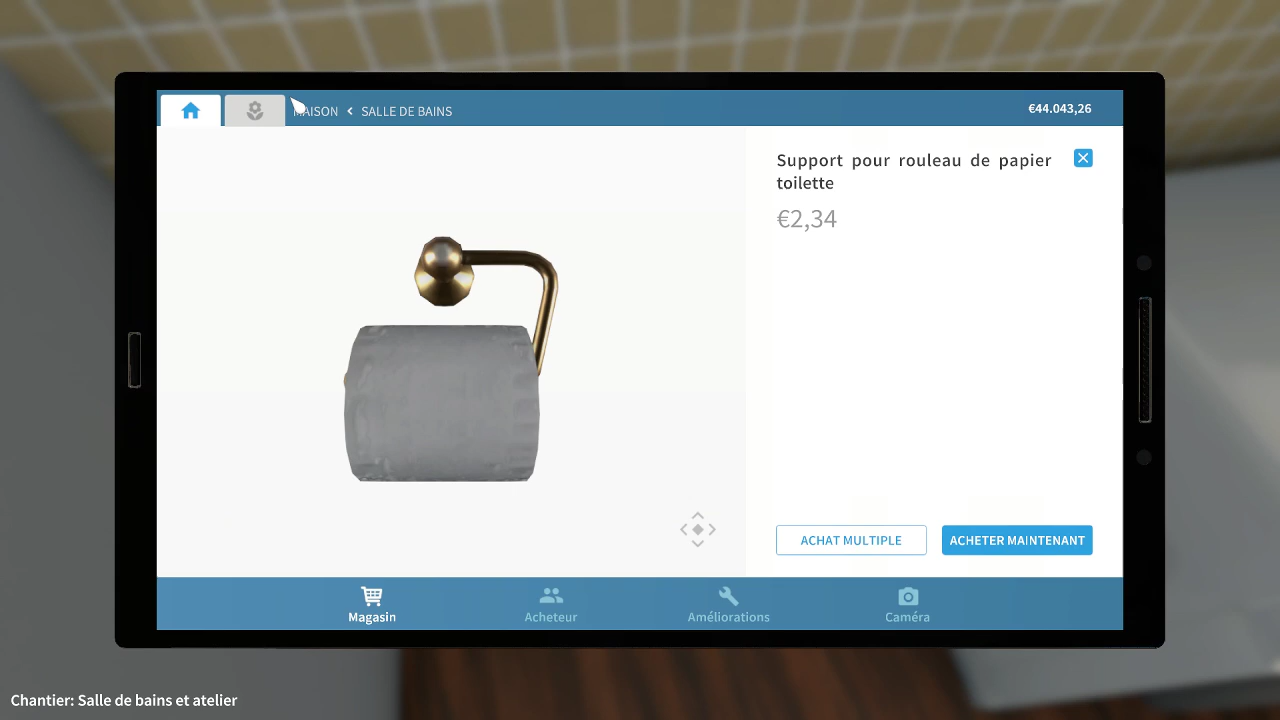 MAISON < SALLE DE BAINS
€44.043,26
Support pour rouleau de papier
toilette
€2,34
ACHAT MULTIPLE
ACHETER MAINTENANT
Magasin
Acheteur
Améliorations
Caméra
Chantier: Salle de bains et atelier